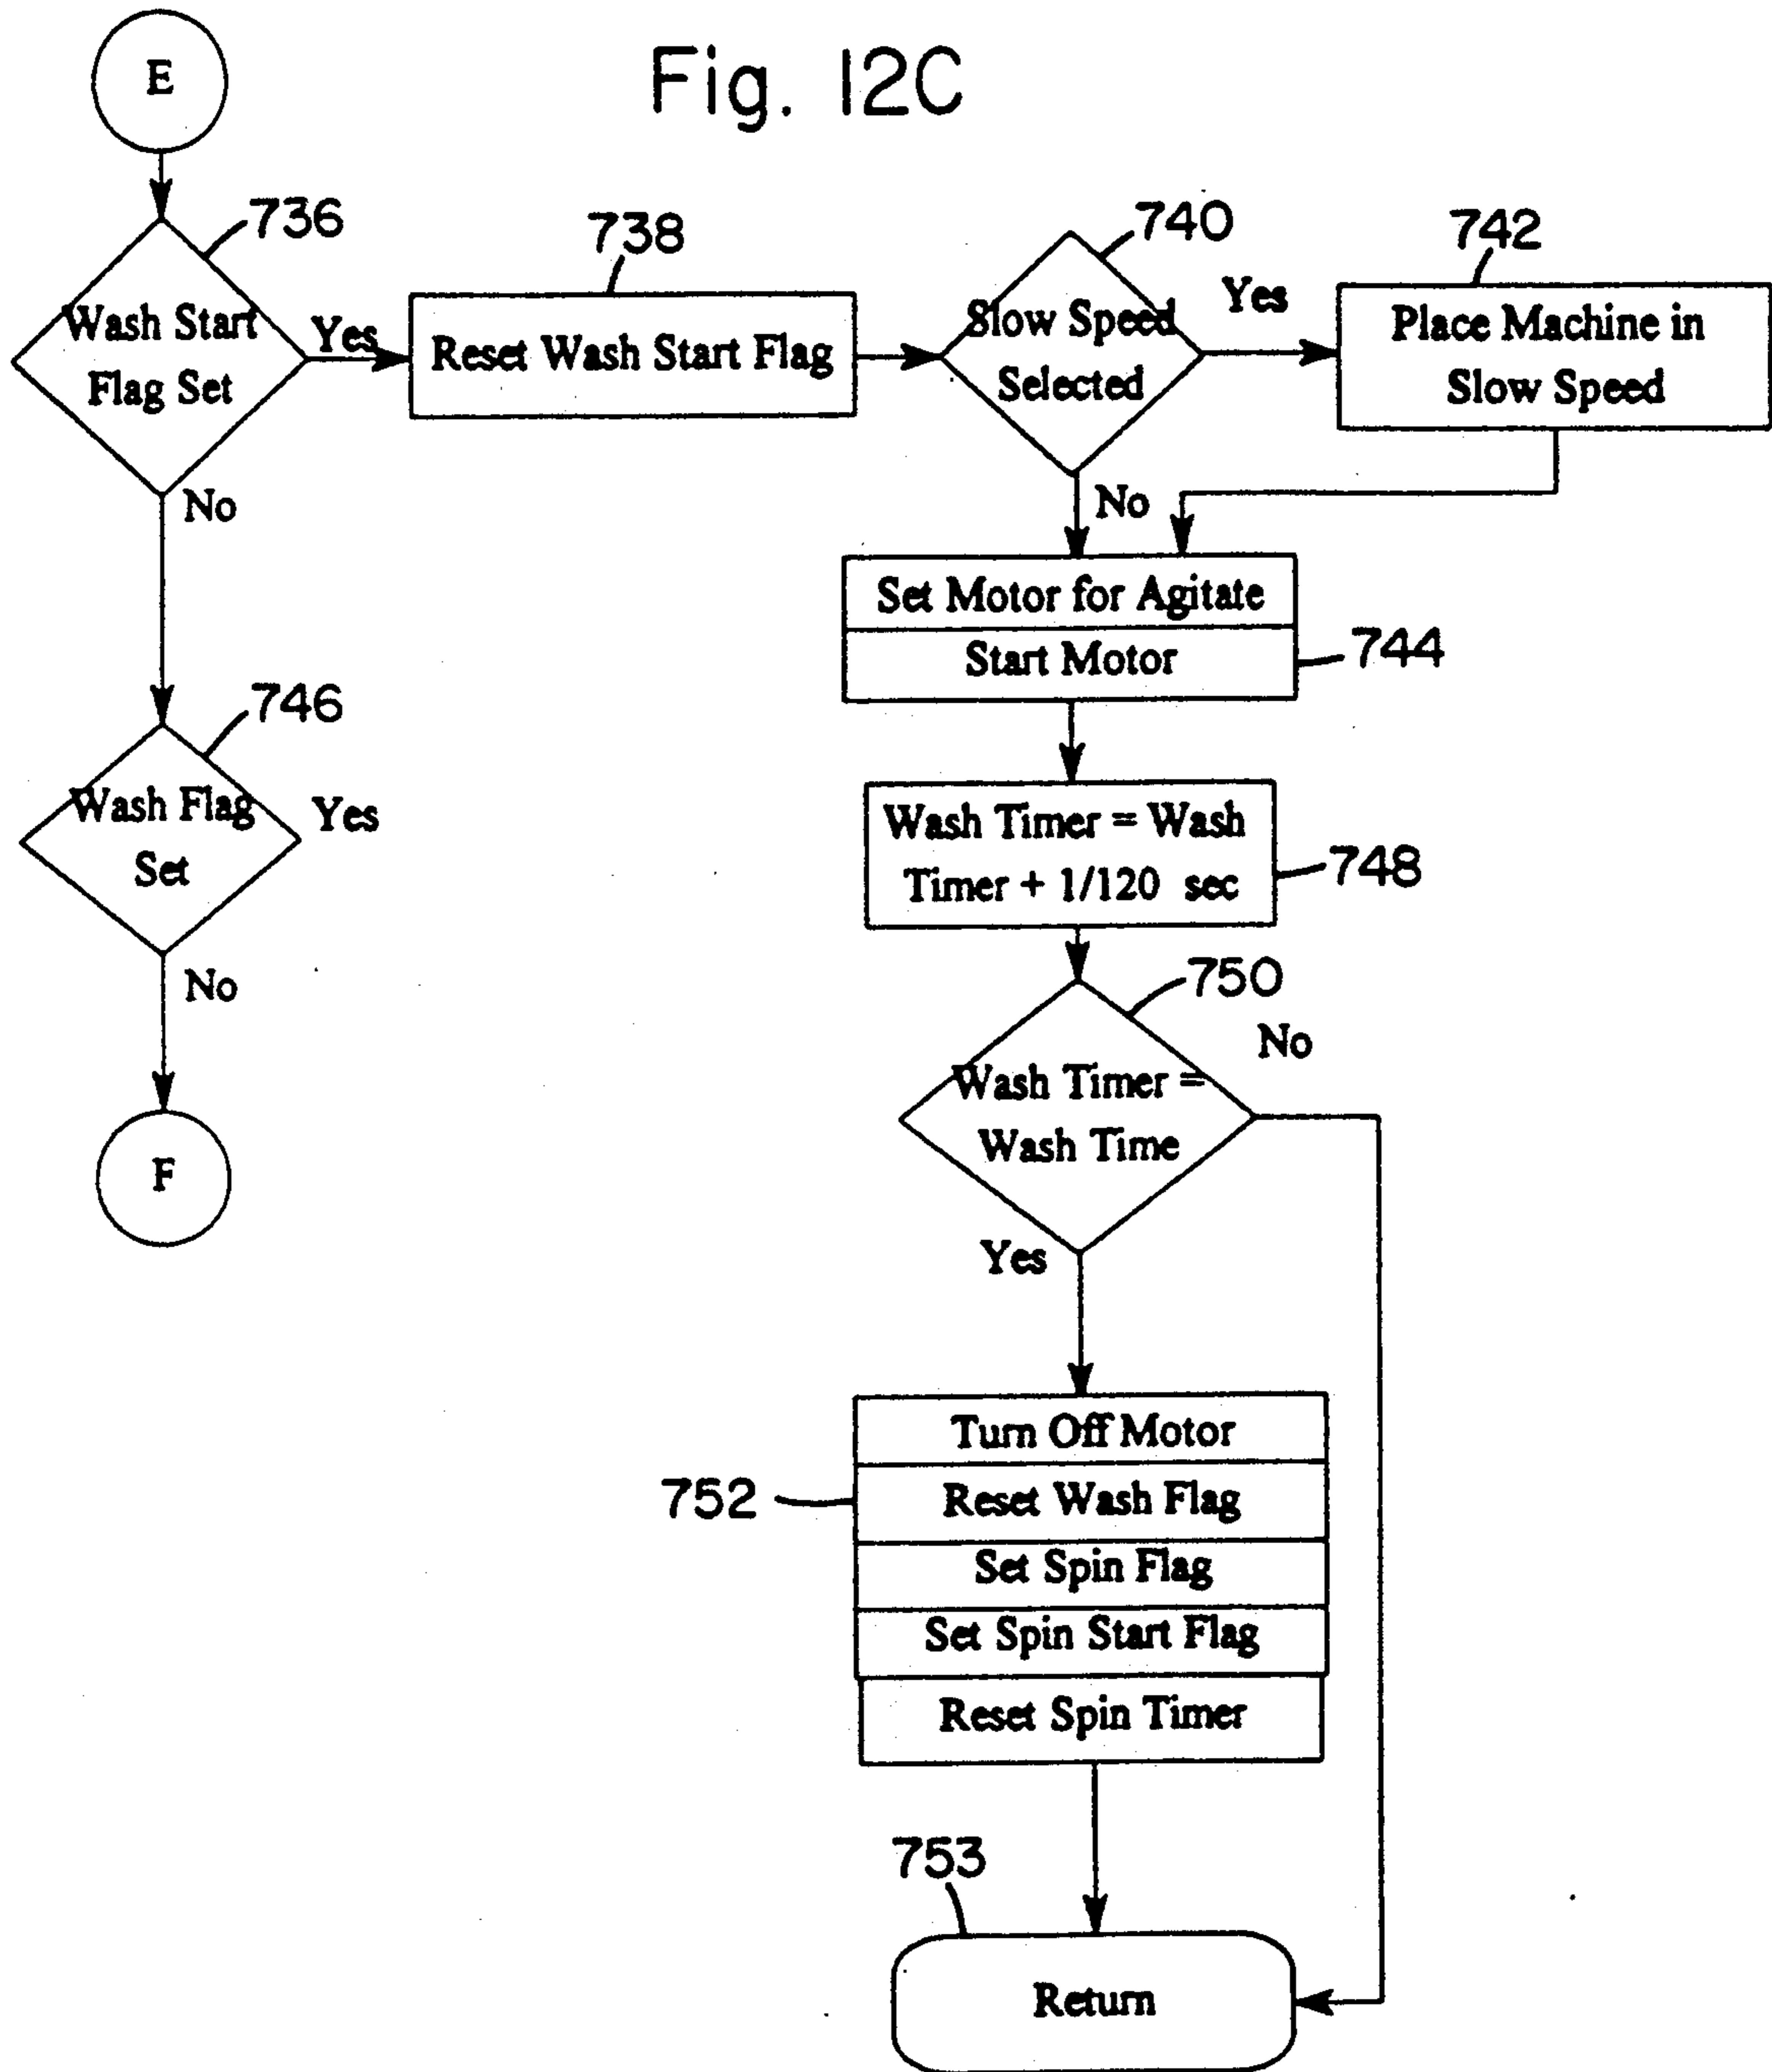 Fig. 12C
E
736
Wash Start
Flag Set
Yes
No
738
Reset Wash Start Flag
740
Slow Speed
Selected
Yes
No
742
Place Machine in
Slow Speed
Set Motor for Agitate
Start Motor
744
746
Wash Flag
Set
Yes
No
F
Wash Timer = Wash
Timer + 1/120 sec
748
750
Wash Timer =
Wash Time
No
Yes
Turn Off Motor
752
Reset Wash Flag
Set Spin Flag
Set Spin Start Flag
Reset Spin Timer
753
Return